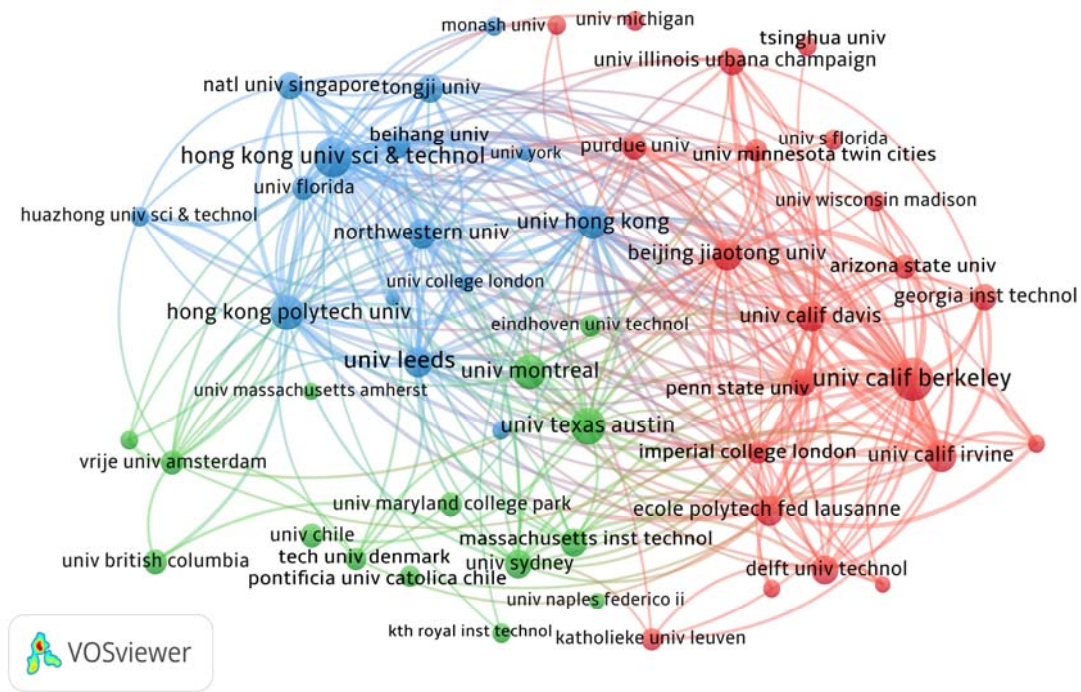 monash univ
univ michigan
tsinghua univ
univ illinois urbana champaign
natl univ singapore
tongji univ
beihang univ
hong kong univ sci & technol
univ york
purdue univ
univ s florida
univ minnesota twin cities
univ florida
univ wisconsin madison
huazhong univ sci & technol
northwestern univ
univ hong kong
beijing jiaotong univ
arizona state univ
univ college london
georgia inst technol
hong kong polytech univ
univ calif davis
eindhoven univ technol
univ leeds
univ montreal
penn state univ
univ calif berkeley
univ massachusetts amherst
univ texas austin
imperial college london
univ calif irvine
vrije univ amsterdam
univ maryland college park
ecole polytech fed lausanne
univ chile
massachusetts inst technol
univ british columbia
tech univ denmark
univ sydney
delft univ technol
pontificia univ catolica chile
univ naples federico ii
kth royal inst technol
katholieke univ leuven
VOSviewer